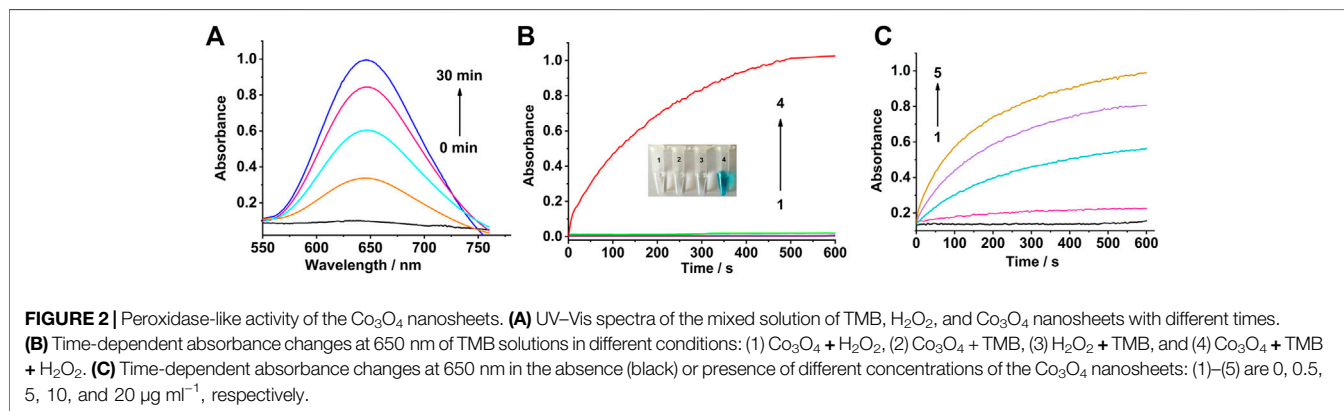 A
B
C
1.0
0.8
0.6
0.4
0.2
Absorbance
30 min
0 min
550 600 650 700 750
Wavelength / nm
1.0
0.8
0.6
0.4
0.2
0.0
Absorbance
1 2 3 4
4
1
0 100 200 300 400 500 600
Time / s
1.0
0.8
0.6
0.4
0.2
Absorbance
5
1
0 100 200 300 400 500 600
Time / s
FIGURE 2 | Peroxidase-like activity of the Co₃O₄ nanosheets. (A) UV–Vis spectra of the mixed solution of TMB, H₂O₂, and Co₃O₄ nanosheets with different times.
(B) Time-dependent absorbance changes at 650 nm of TMB solutions in different conditions: (1) Co₃O₄ + H₂O₂, (2) Co₃O₄ + TMB, (3) H₂O₂ + TMB, and (4) Co₃O₄ + TMB
+ H₂O₂. (C) Time-dependent absorbance changes at 650 nm in the absence (black) or presence of different concentrations of the Co₃O₄ nanosheets: (1)–(5) are 0, 0.5,
5, 10, and 20 μg ml⁻¹, respectively.